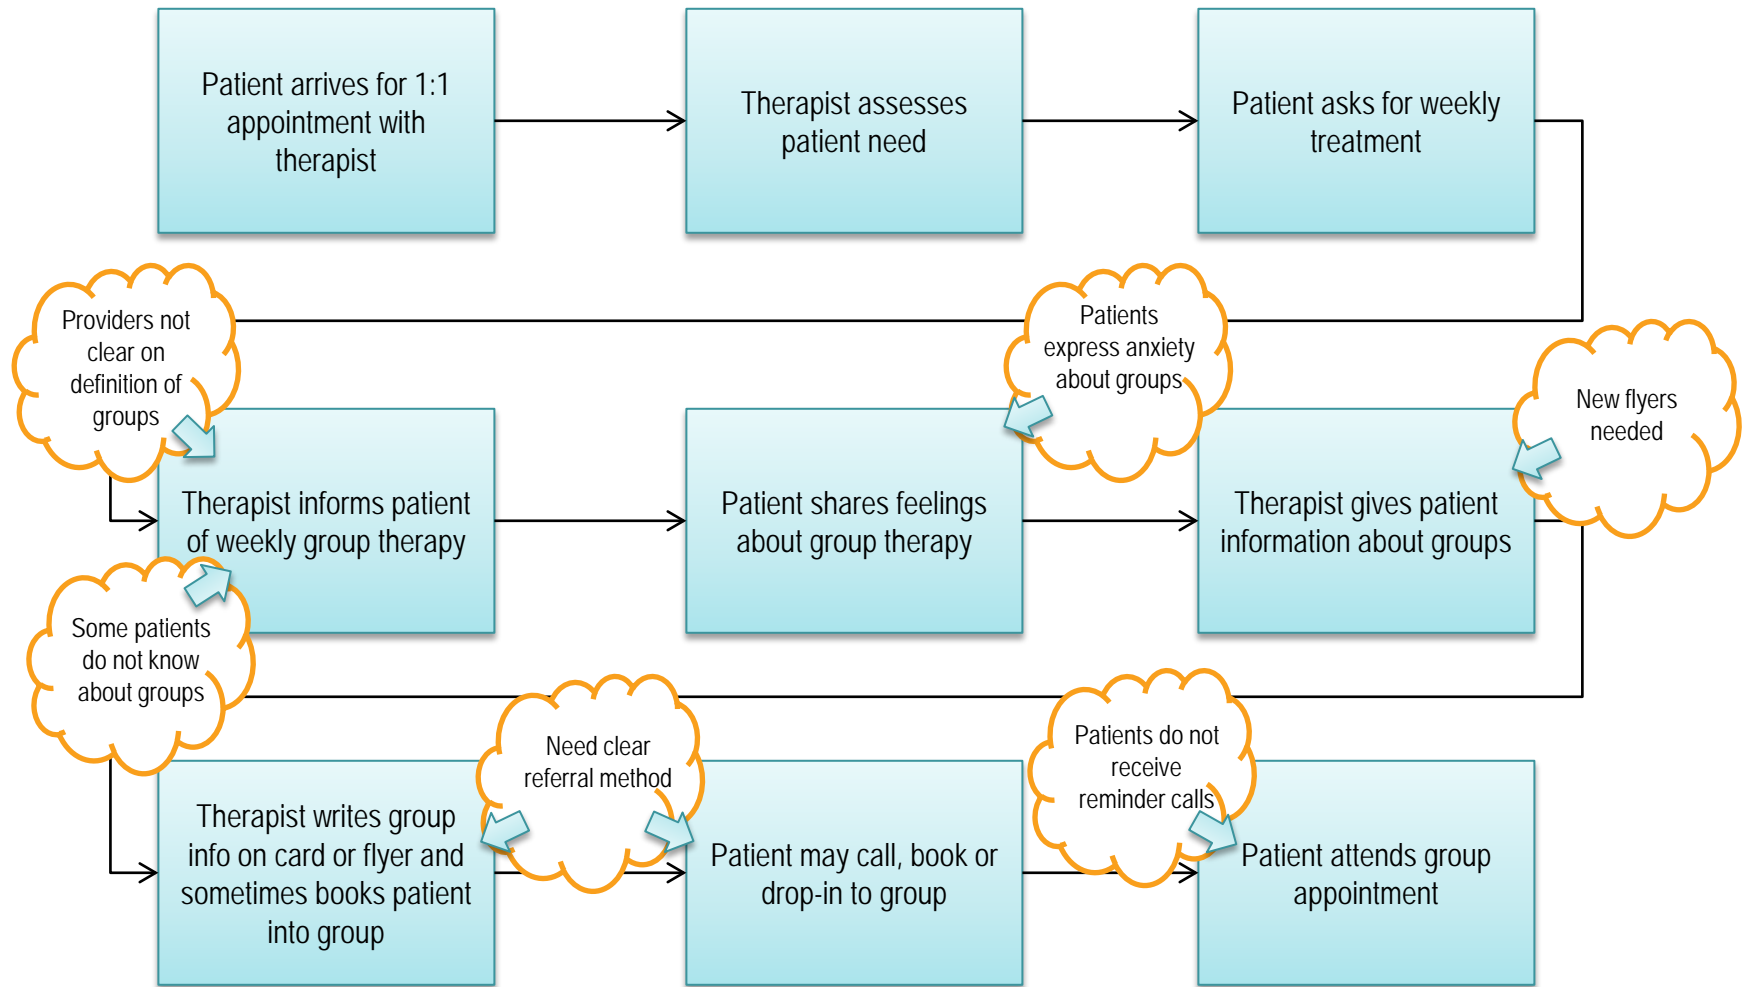 Patient arrives for 1:1
appointment with
therapist
Therapist assesses
patient need
Patient asks for weekly
treatment
Providers not
clear on
definition of
groups
Patients
express anxiety
about groups
New flyers
needed
Therapist informs patient
of weekly group therapy
Patient shares feelings
about group therapy
Therapist gives patient
information about groups
Some patients
do not know
about groups
Need clear
referral method
Patients do not
receive
reminder calls
Therapist writes group
info on card or flyer and
sometimes books patient
into group
Patient may call, book or
drop-in to group
Patient attends group
appointment